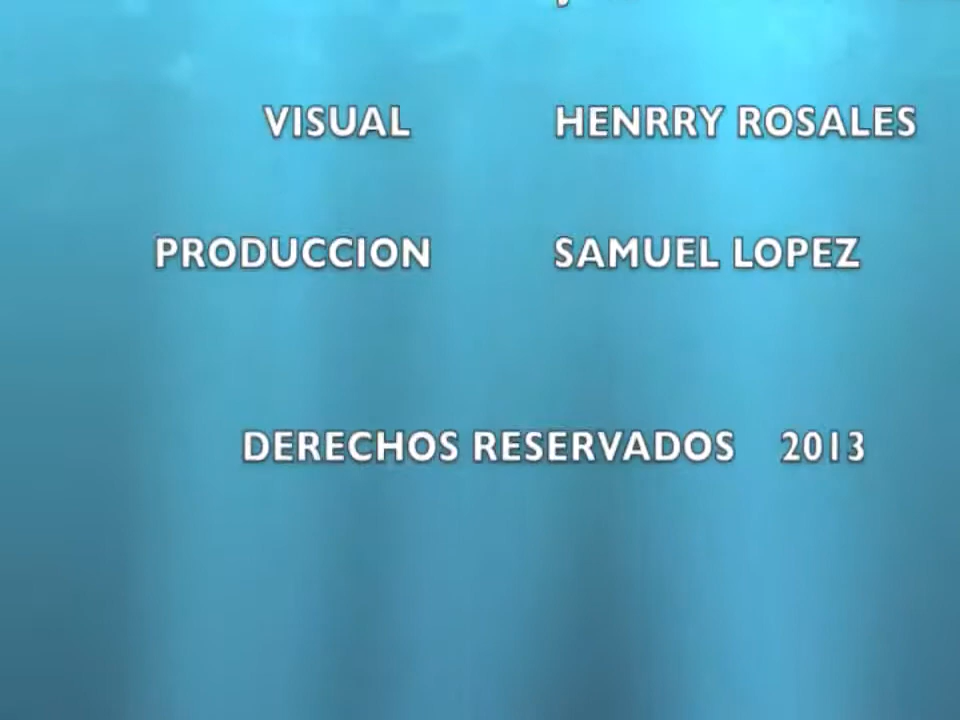 VISUAL HENRRY ROSALES
PRODUCCION SAMUEL LOPEZ
DERECHOS RESERVADOS 2013